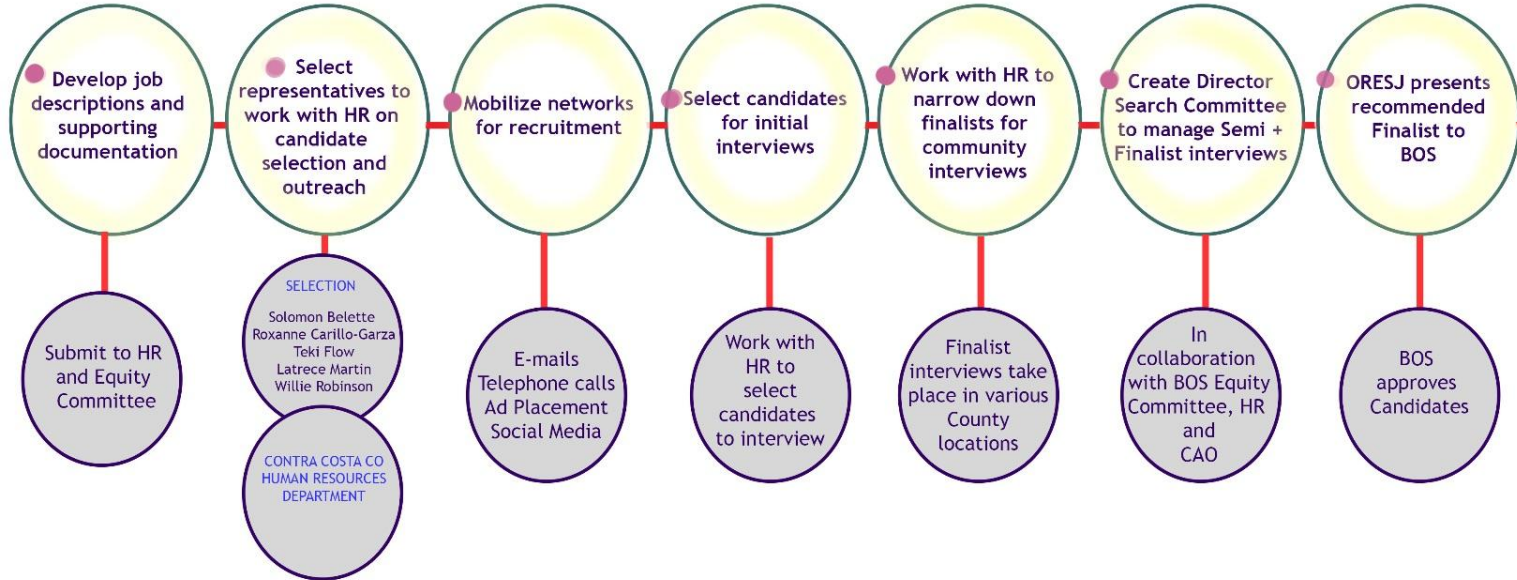 Develop job
descriptions and
supporting
documentation
Select
representatives to
work with HR on
candidate
selection and
outreach
Mobilize networks
for recruitment
Select candidates
for initial
interviews
Work with HR to
narrow down
finalists for
community
interviews
Create Director
Search Committee
to manage Semi +
Finalist interviews
ORESJ presents
recommended
Finalist to
BOS
Submit to HR
and Equity
Committee
SELECTION
Solomon Belette
Roxanne Carillo-Garza
Teki Flow
Latrece Martin
Willie Robinson
CONTRA COSTA CO
HUMAN RESOURCES
DEPARTMENT
E-mails
Telephone calls
Ad Placement
Social Media
Work with
HR to
select
candidates
to interview
Finalist
interviews take
place in various
County
locations
In
collaboration
with BOS Equity
Committee, HR
and
CAO
BOS
approves
Candidates